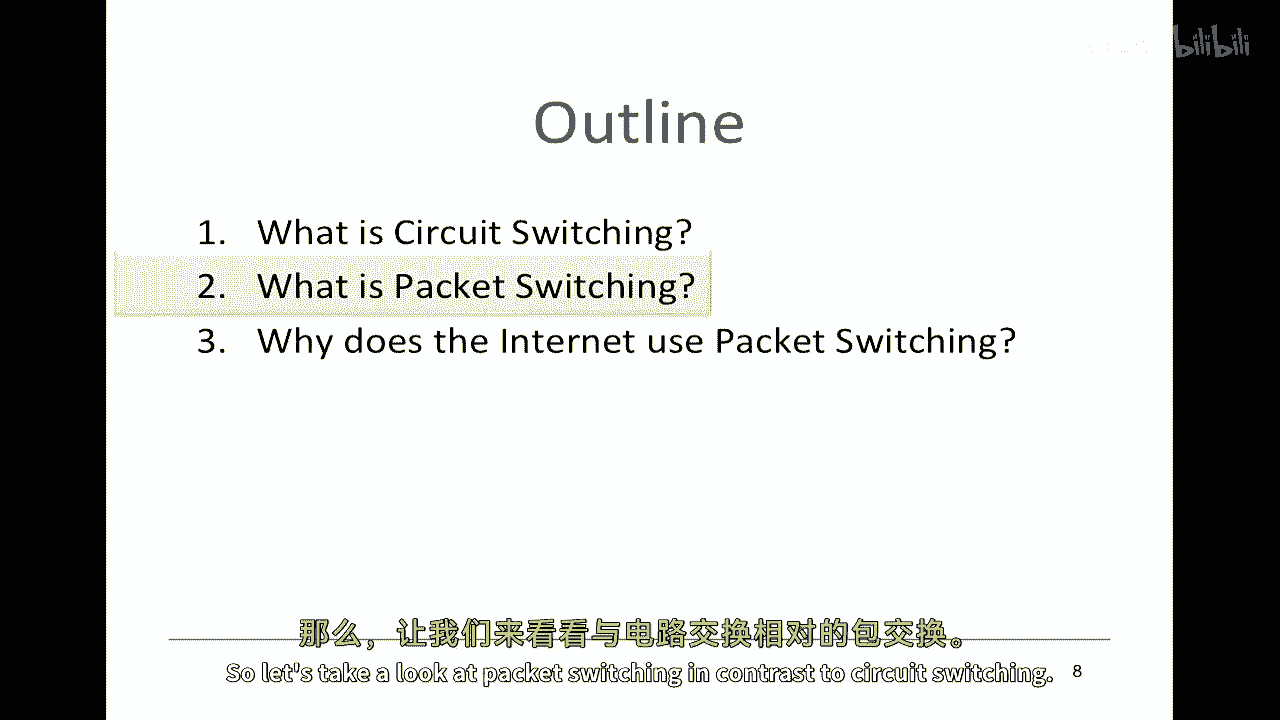 bilibili
Outline
1. What is Circuit Switching?
2. What is Packet Switching?
3. Why does the Internet use Packet Switching?
那么，让我们来看看与电路交换相对的包交换。
So let's take a look at packet switching in contrast to circuit switching.
8